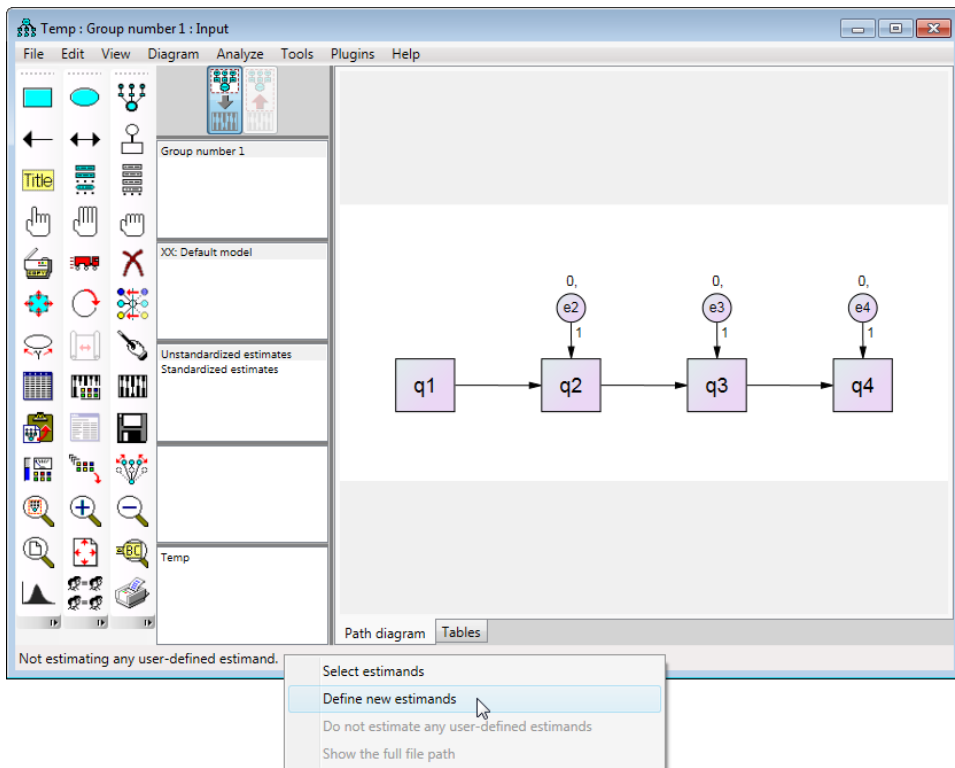 Temp : Group number 1 : Input
File Edit View Diagram Analyze Tools Plugins Help
Title
Group number 1
XX: Default model
Unstandardized estimates
Standardized estimates
Temp
0,
e2
1
0,
e3
1
0,
e4
1
q1
q2
q3
q4
Path diagram Tables
Not estimating any user-defined estimand.
Select estimands
Define new estimands
Do not estimate any user-defined estimands
Show the full file path